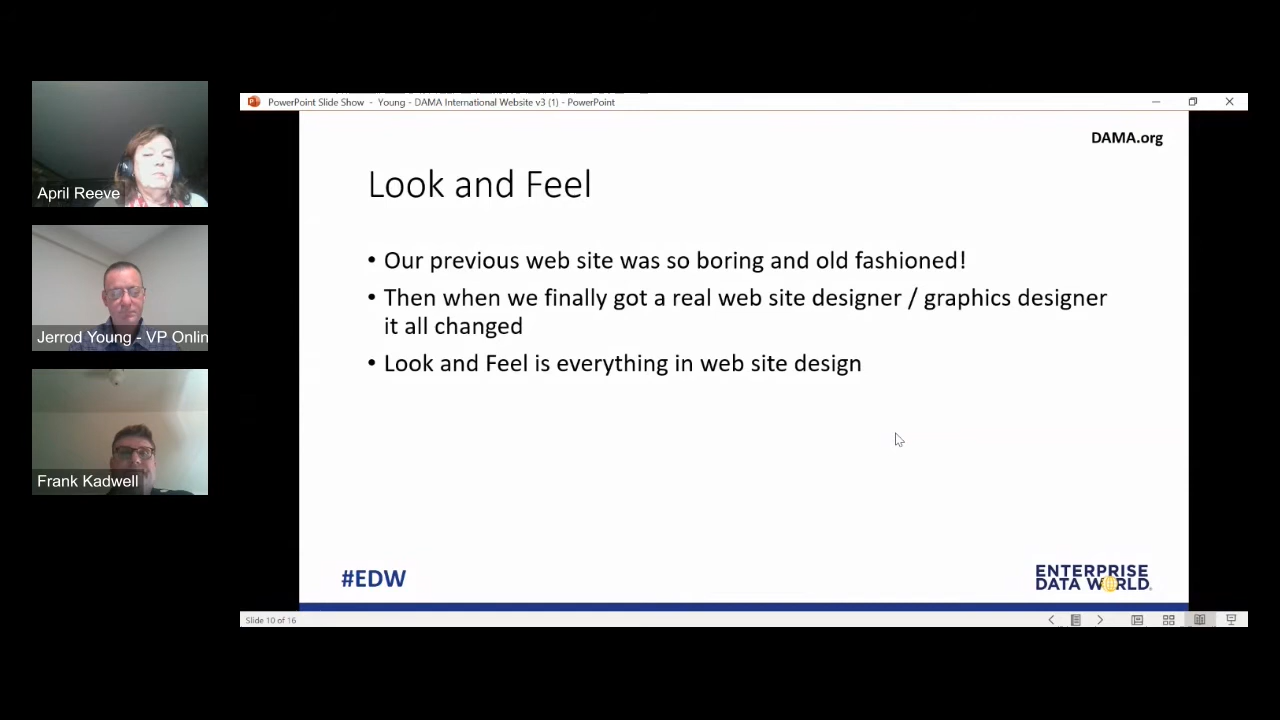 PowerPoint Slide Show - Young - DAMA International Website v3 (1) - PowerPoint
DAMA.org
April Reeve
Look and Feel
Jerrod Young - VP Onlin
• Our previous web site was so boring and old fashioned!
• Then when we finally got a real web site designer / graphics designer
it all changed
• Look and Feel is everything in web site design
Frank Kadwell
#EDW
ENTERPRISE
DATA WORLD
Slide 10 of 16